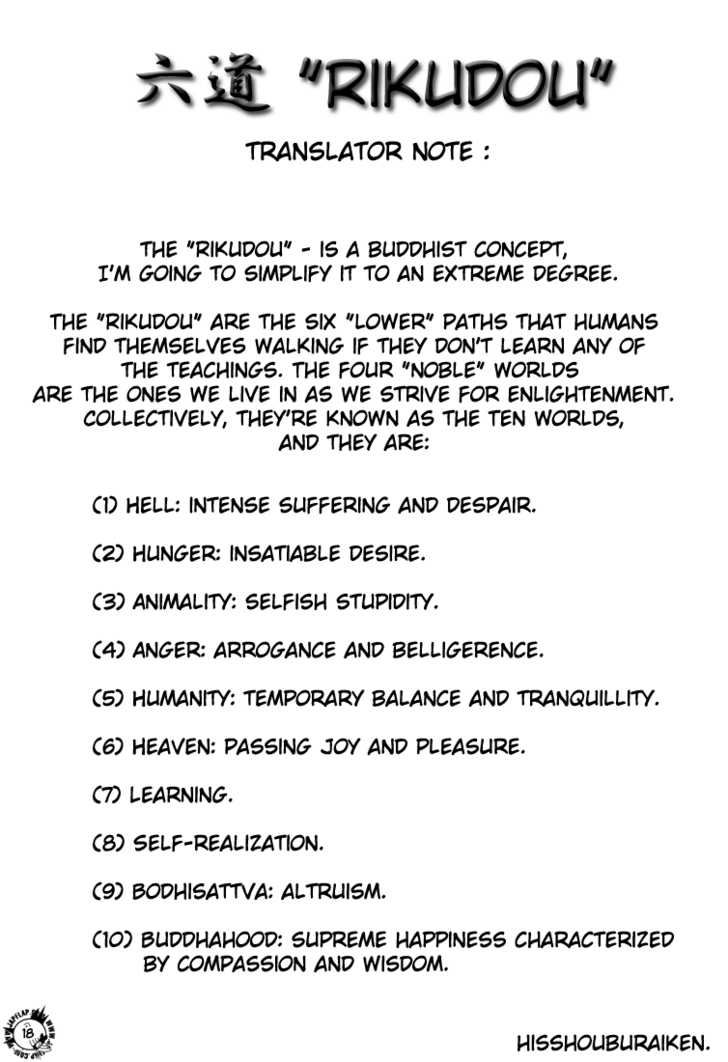 六道 "RIKUDOU"
TRANSLATOR NOTE :
THE "RIKUDOU" - IS A BUDDHIST CONCEPT,
I'M GOING TO SIMPLIFY IT TO AN EXTREME DEGREE.
THE "RIKUDOU" ARE THE SIX "LOWER" PATHS THAT HUMANS
FIND THEMSELVES WALKING IF THEY DON'T LEARN ANY OF
THE TEACHINGS. THE FOUR "NOBLE" WORLDS
ARE THE ONES WE LIVE IN AS WE STRIVE FOR ENLIGHTENMENT.
COLLECTIVELY, THEY'RE KNOWN AS THE TEN WORLDS,
AND THEY ARE:
(1) HELL: INTENSE SUFFERING AND DESPAIR.
(2) HUNGER: INSATIABLE DESIRE.
(3) ANIMALITY: SELFISH STUPIDITY.
(4) ANGER: ARROGANCE AND BELLIGERENCE.
(5) HUMANITY: TEMPORARY BALANCE AND TRANQUILLITY.
(6) HEAVEN: PASSING JOY AND PLEASURE.
(7) LEARNING.
(8) SELF-REALIZATION.
(9) BODHISATTVA: ALTRUISM.
(10) BUDDHAHOOD: SUPREME HAPPINESS CHARACTERIZED
BY COMPASSION AND WISDOM.
18
HISSHOUBURAIKEN.